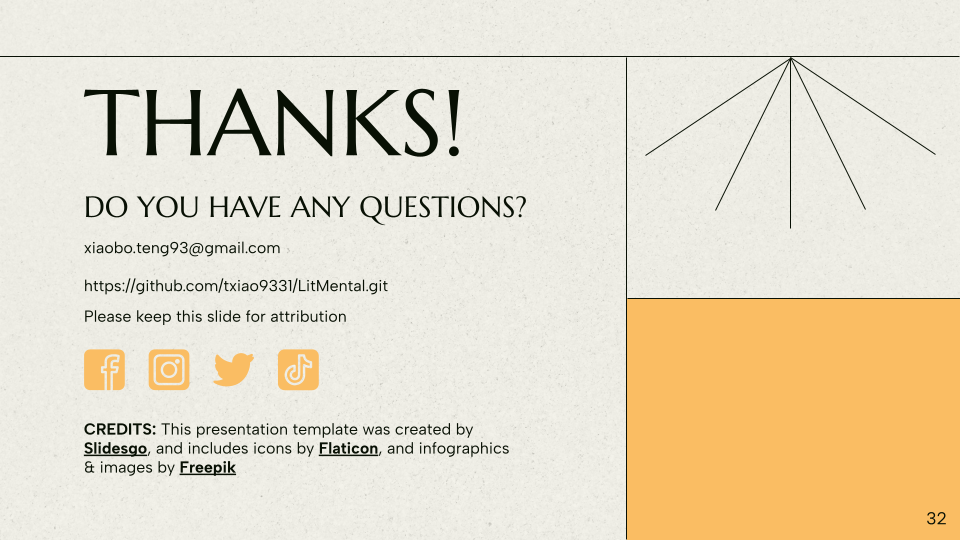 THANKS!
DO YOU HAVE ANY QUESTIONS?
xiaobo.teng93@gmail.com
https://github.com/txiao9331/LitMental.git
Please keep this slide for attribution
CREDITS: This presentation template was created by
Slidesgo, and includes icons by Flaticon, and infographics
& images by Freepik
32